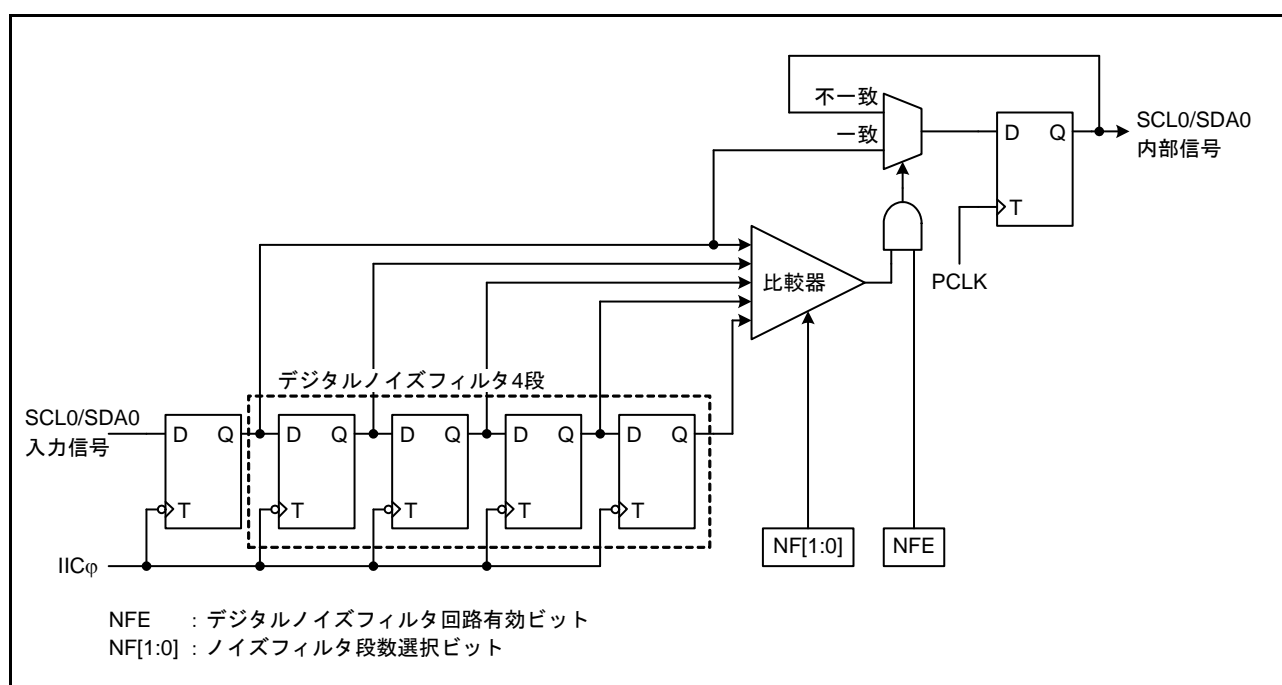 不一致
一致
D Q
T
SCL0/SDA0
内部信号
PCLK
比較器
デジタルノイズフィルタ4段
SCL0/SDA0
入力信号
D Q D Q D Q D Q D Q
T T T T T
NF[1:0] NFE
IICφ
NFE : デジタルノイズフィルタ回路有効ビット
NF[1:0] : ノイズフィルタ段数選択ビット